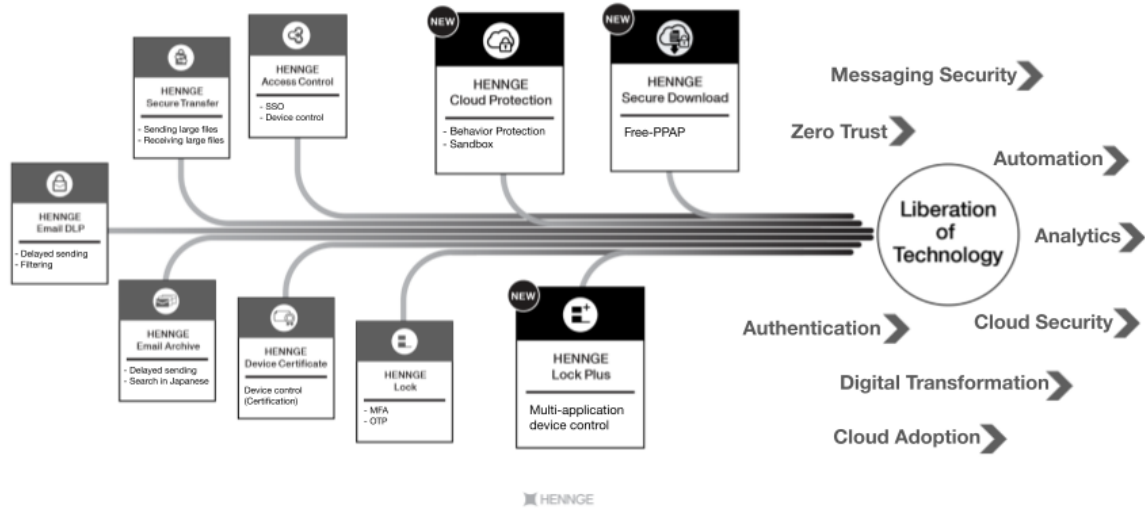 NEW
NEW
HENNGE
Secure Transfer
- Sending large files
- Receiving large files
HENNGE
Access Control
- SSO
- Device control
HENNGE
Cloud Protection
- Behavior Protection
- Sandbox
HENNGE
Secure Download
Free-PPAP
Messaging Security
Zero Trust
Automation
HENNGE
Email DLP
- Delayed sending
- Filtering
Liberation
of
Technology
Analytics
NEW
HENNGE
Email Archive
- Delayed sending
- Search in Japanese
HENNGE
Device Certificate
Device control
(Certification)
HENNGE
Lock
- MFA
- OTP
HENNGE
Lock Plus
Multi-application
device control
Authentication
Cloud Security
Digital Transformation
Cloud Adoption
HENNGE